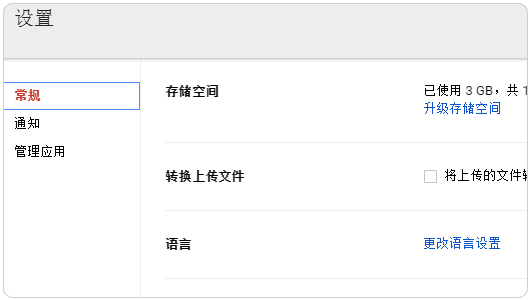 设置
常规
通知
管理应用
存储空间
已使用 3 GB，共 1
升级存储空间
转换上传文件
将上传的文件转
语言
更改语言设置